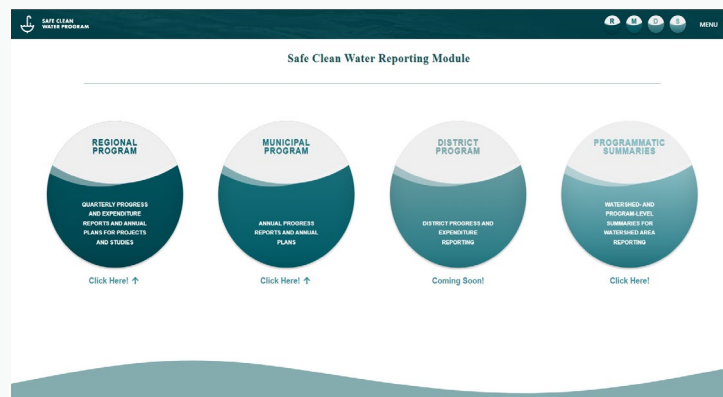 SAFE CLEAN
WATER PROGRAM
R M D S MENU
Safe Clean Water Reporting Module
REGIONAL
PROGRAM
QUARTERLY PROGRESS
AND EXPENDITURE
REPORTS AND ANNUAL
PLANS FOR PROJECTS
AND STUDIES
Click Here! ↑
MUNICIPAL
PROGRAM
ANNUAL PROGRESS
REPORTS AND ANNUAL
PLANS
Click Here! ↑
DISTRICT
PROGRAM
DISTRICT PROGRESS AND
EXPENDITURE
REPORTING
Coming Soon!
PROGRAMMATIC
SUMMARIES
WATERSHED- AND
PROGRAM-LEVEL
SUMMARIES FOR
WATERSHED AREA
REPORTING
Click Here!